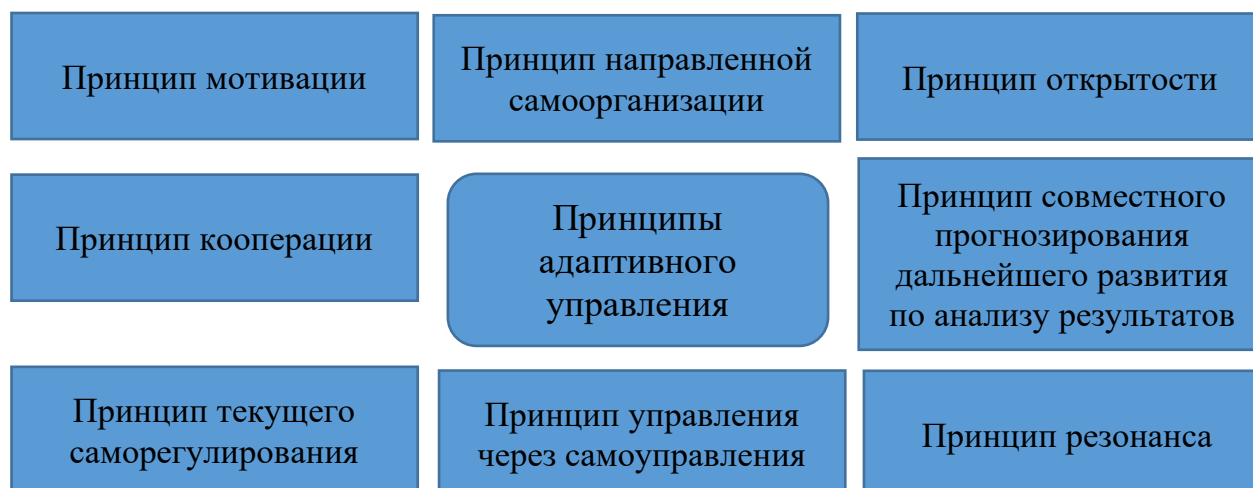 Принцип мотивации
Принцип направленной
самоорганизации
Принцип открытости
Принцип кооперации
Принципы
адаптивного
управления
Принцип совместного
прогнозирования
дальнейшего развития
по анализу результатов
Принцип текущего
саморегулирования
Принцип управления
через самоуправления
Принцип резонанса